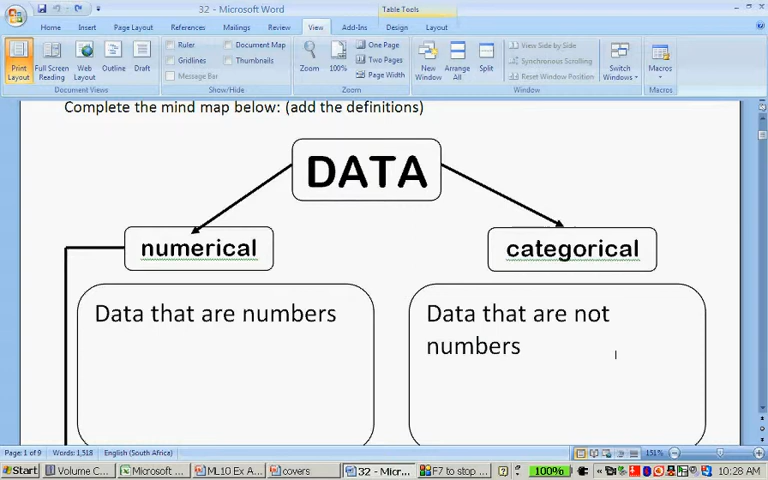 32 - Microsoft Word
Table Tools
Home Insert Page Layout References Mailings Review View Add-Ins Design Layout
Print Layout
Full Screen Reading
Web Layout
Outline
Draft
Document Views
Ruler
Gridlines
Message Bar
Document Map
Thumbnails
Show/Hide
Zoom
100%
One Page
Two Pages
Page Width
Zoom
New Window
Arrange All
Split
View Side by Side
Synchronous Scrolling
Reset Window Position
Switch Windows
Window
Macros
Macros
Complete the mind map below: (add the definitions)
DATA
numerical
categorical
Data that are numbers
Data that are not
numbers
Page: 1 of 9 Words: 1,518 English (South Africa) 151%
Start Volume C... Microsoft ... ML10 Ex A... covers 32 - Micr... F7 to stop ... 100% 10:28 AM